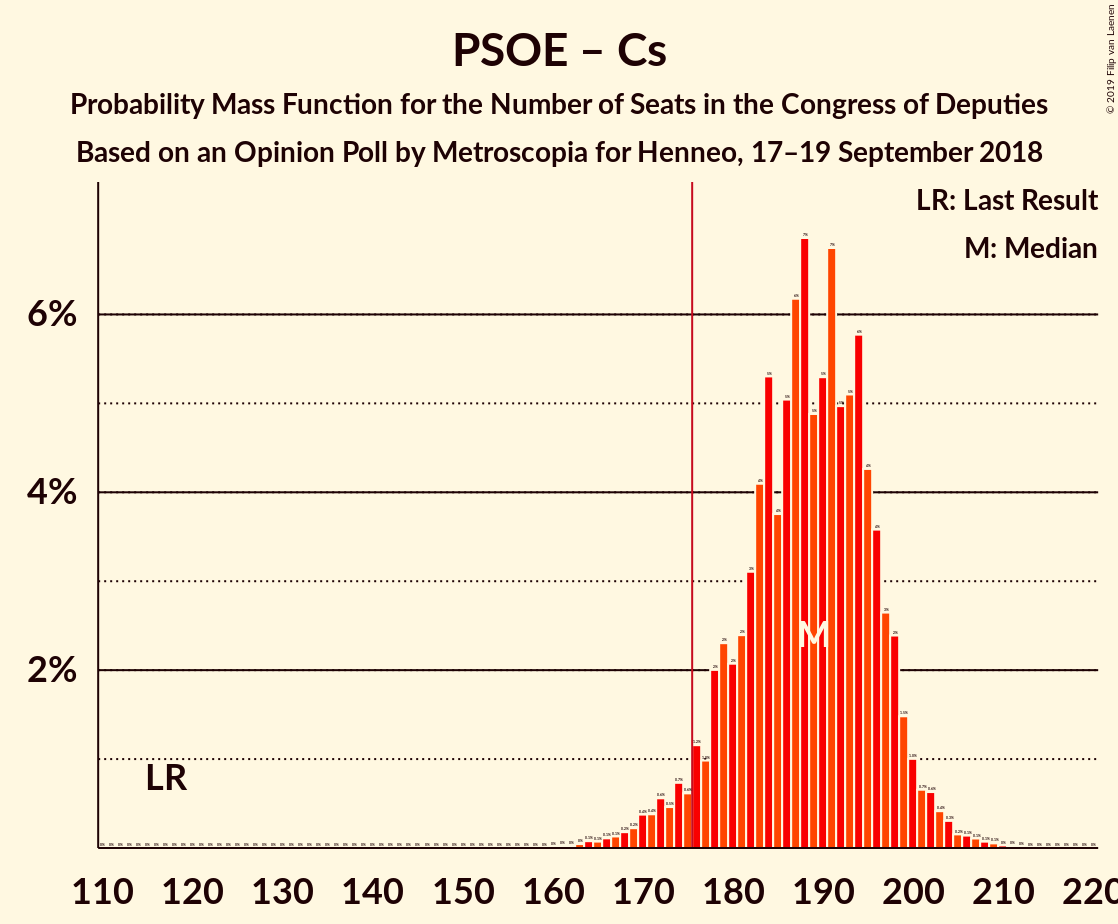 PSOE – Cs
Probability Mass Function for the Number of Seats in the Congress of Deputies
Based on an Opinion Poll by Metroscopia for Henneo, 17–19 September 2018
© 2019 Filip van Laenen
LR: Last Result
M: Median
6%
4%
2%
LR
M
110 120 130 140 150 160 170 180 190 200 210 220